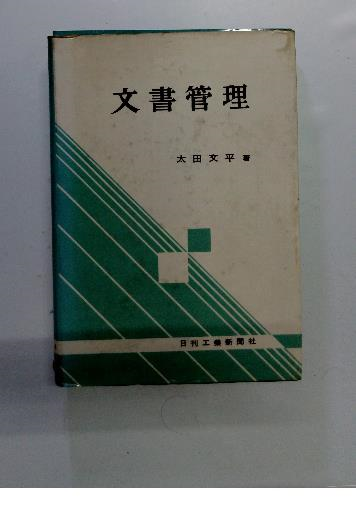 文書管理
太田文平 著
日刊工業新聞社